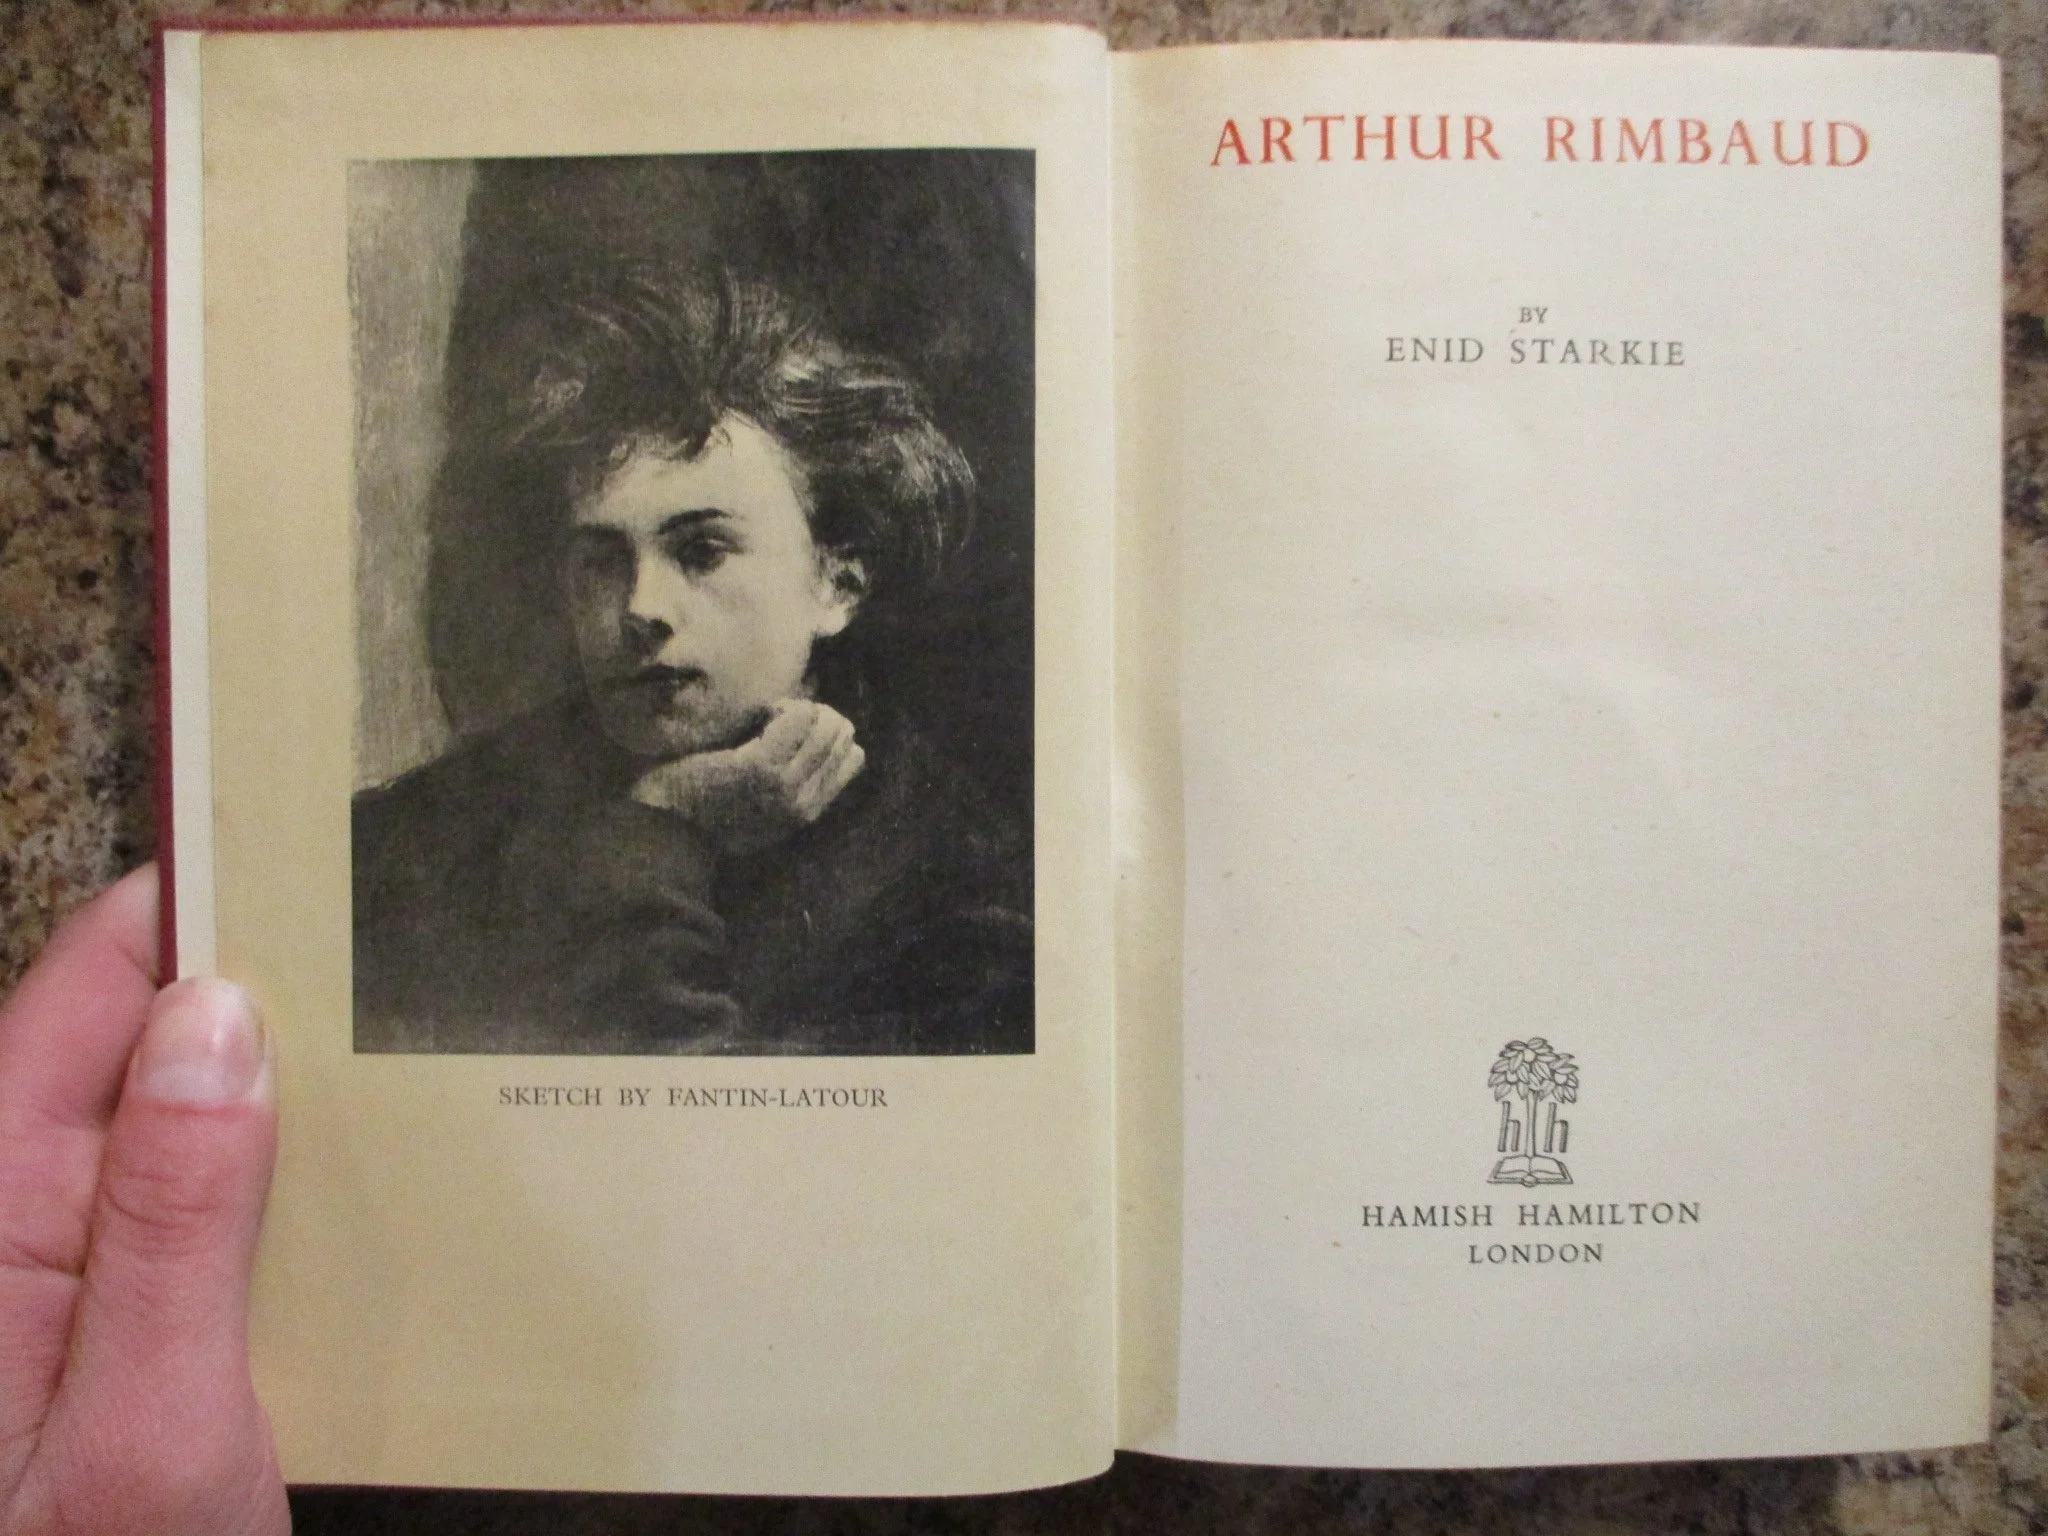 SKETCH BY FANTIN-LATOUR
ARTHUR RIMBAUD
BY
ENID STARKIE
h h
HAMISH HAMILTON
LONDON